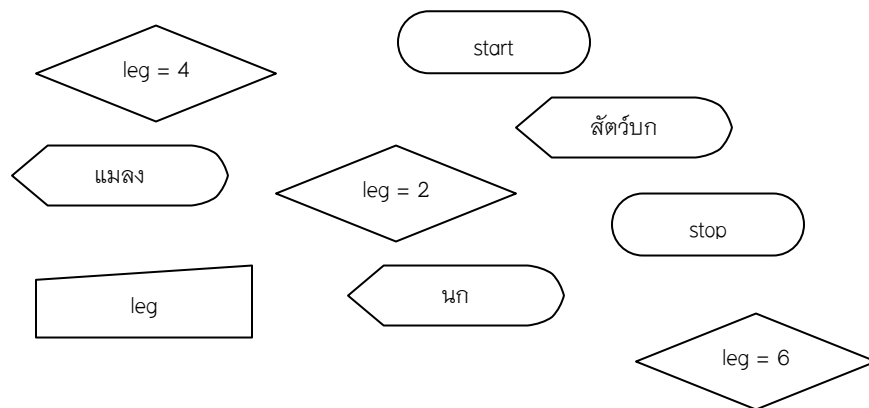 start
leg = 4
สัตว์บก
แมลง
leg = 2
stop
leg
นก
leg = 6